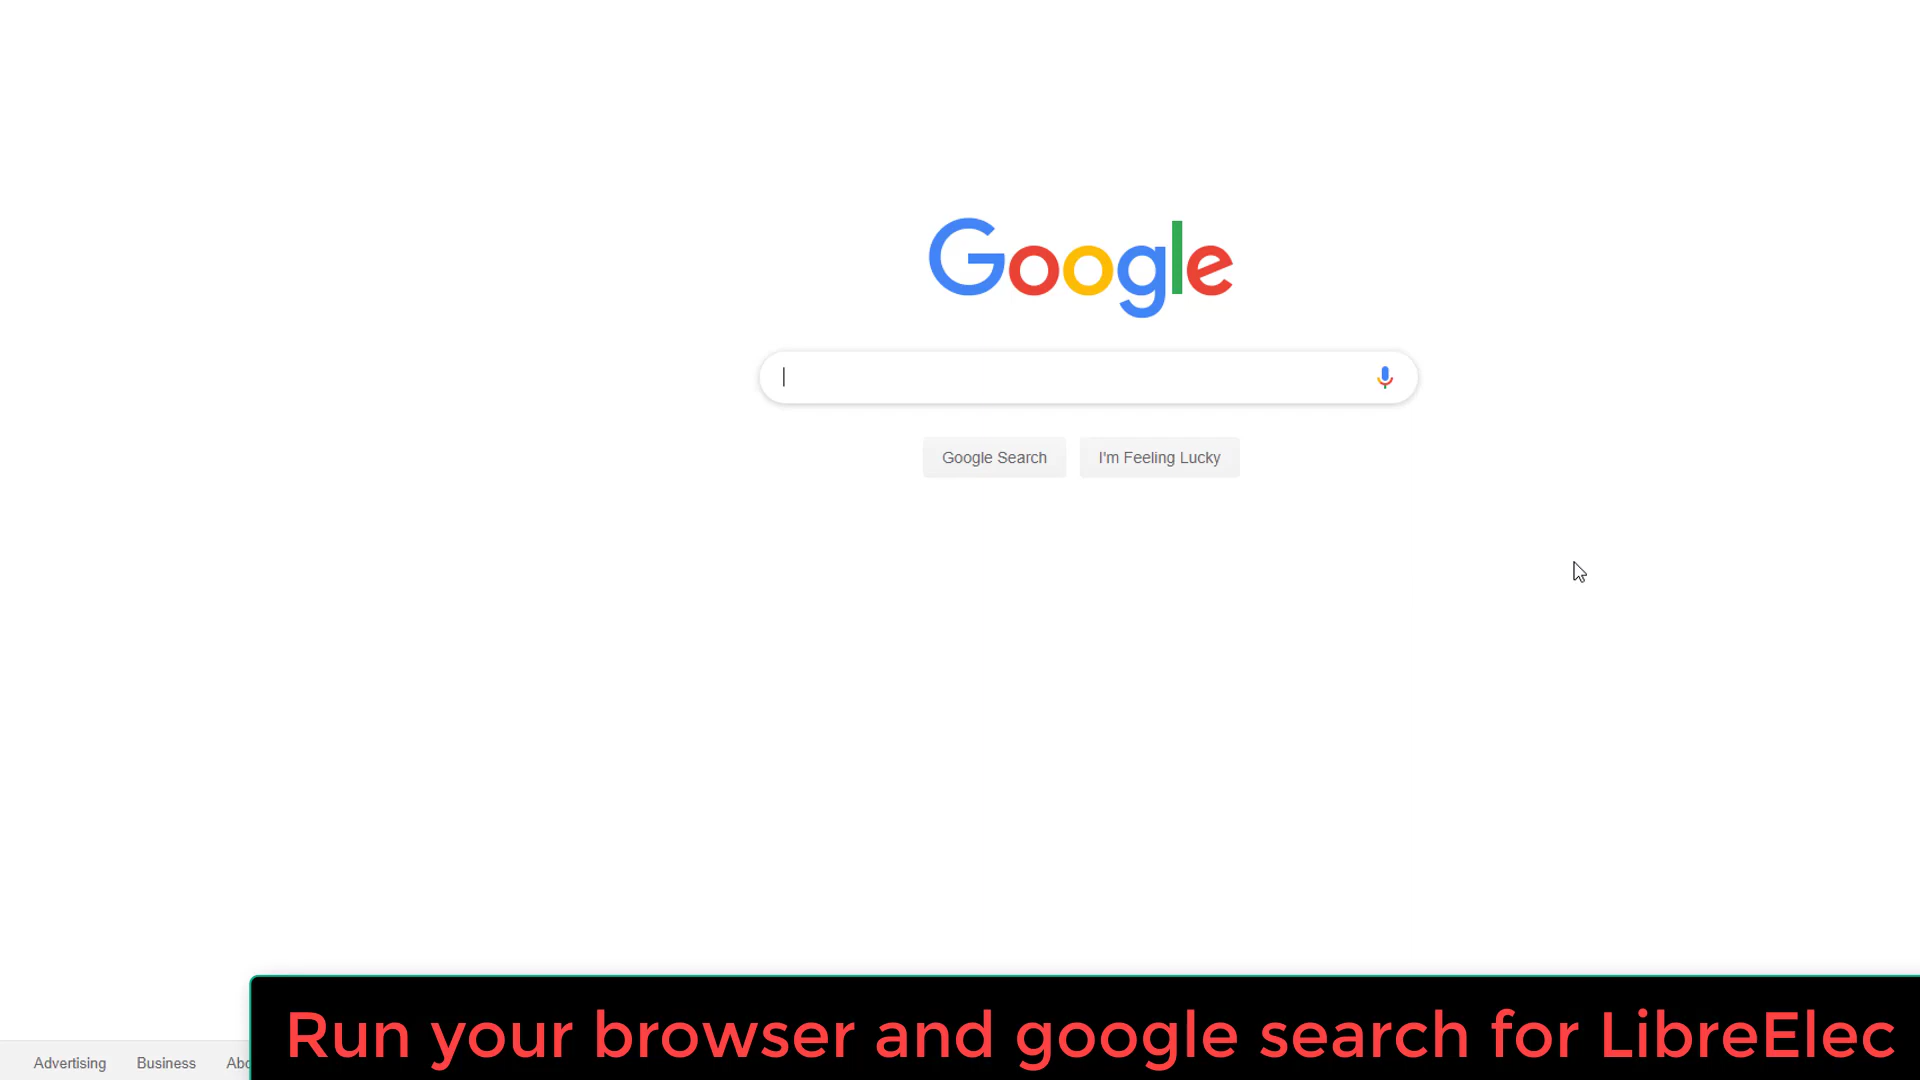 Google
Google Search
I'm Feeling Lucky
Advertising
Business
Run your browser and google search for LibreElec